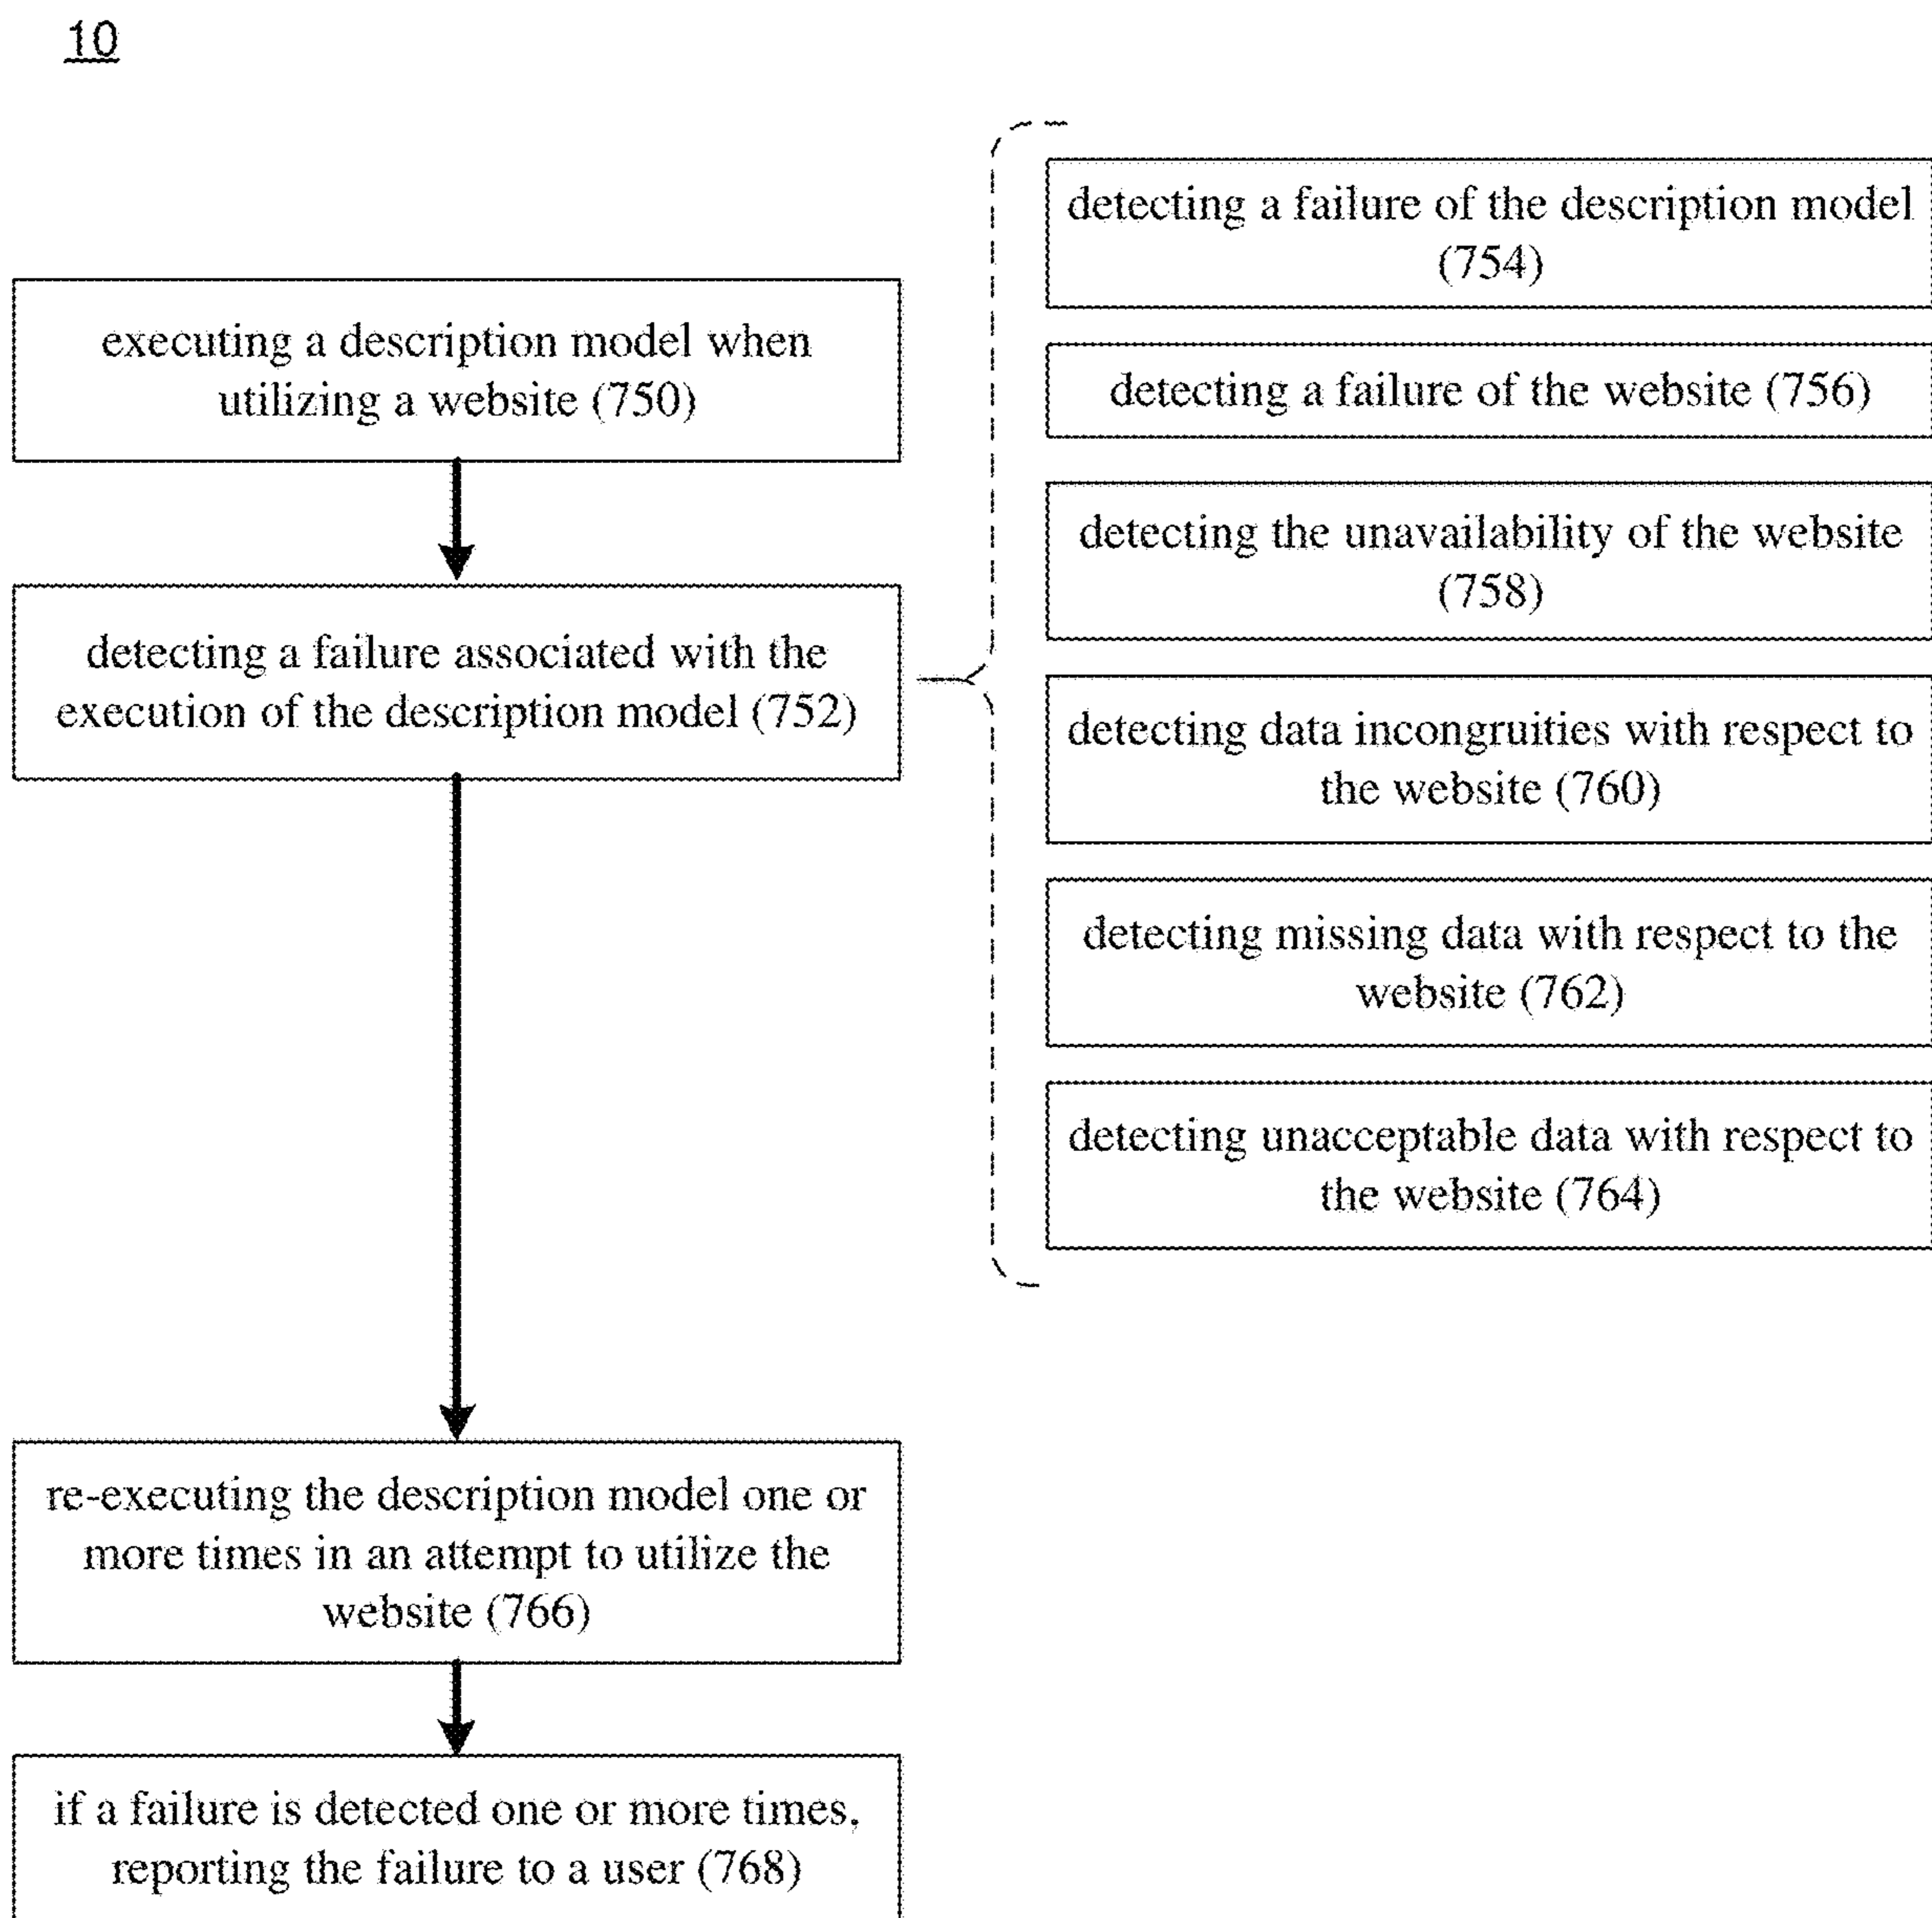 10
executing a description model when
utilizing a website (750)
detecting a failure associated with the
execution of the description model (752)
detecting a failure of the description model
(754)
detecting a failure of the website (756)
detecting the unavailability of the website
(758)
detecting data incongruities with respect to
the website (760)
detecting missing data with respect to the
website (762)
detecting unacceptable data with respect to
the website (764)
re-executing the description model one or
more times in an attempt to utilize the
website (766)
if a failure is detected one or more times,
reporting the failure to a user (768)